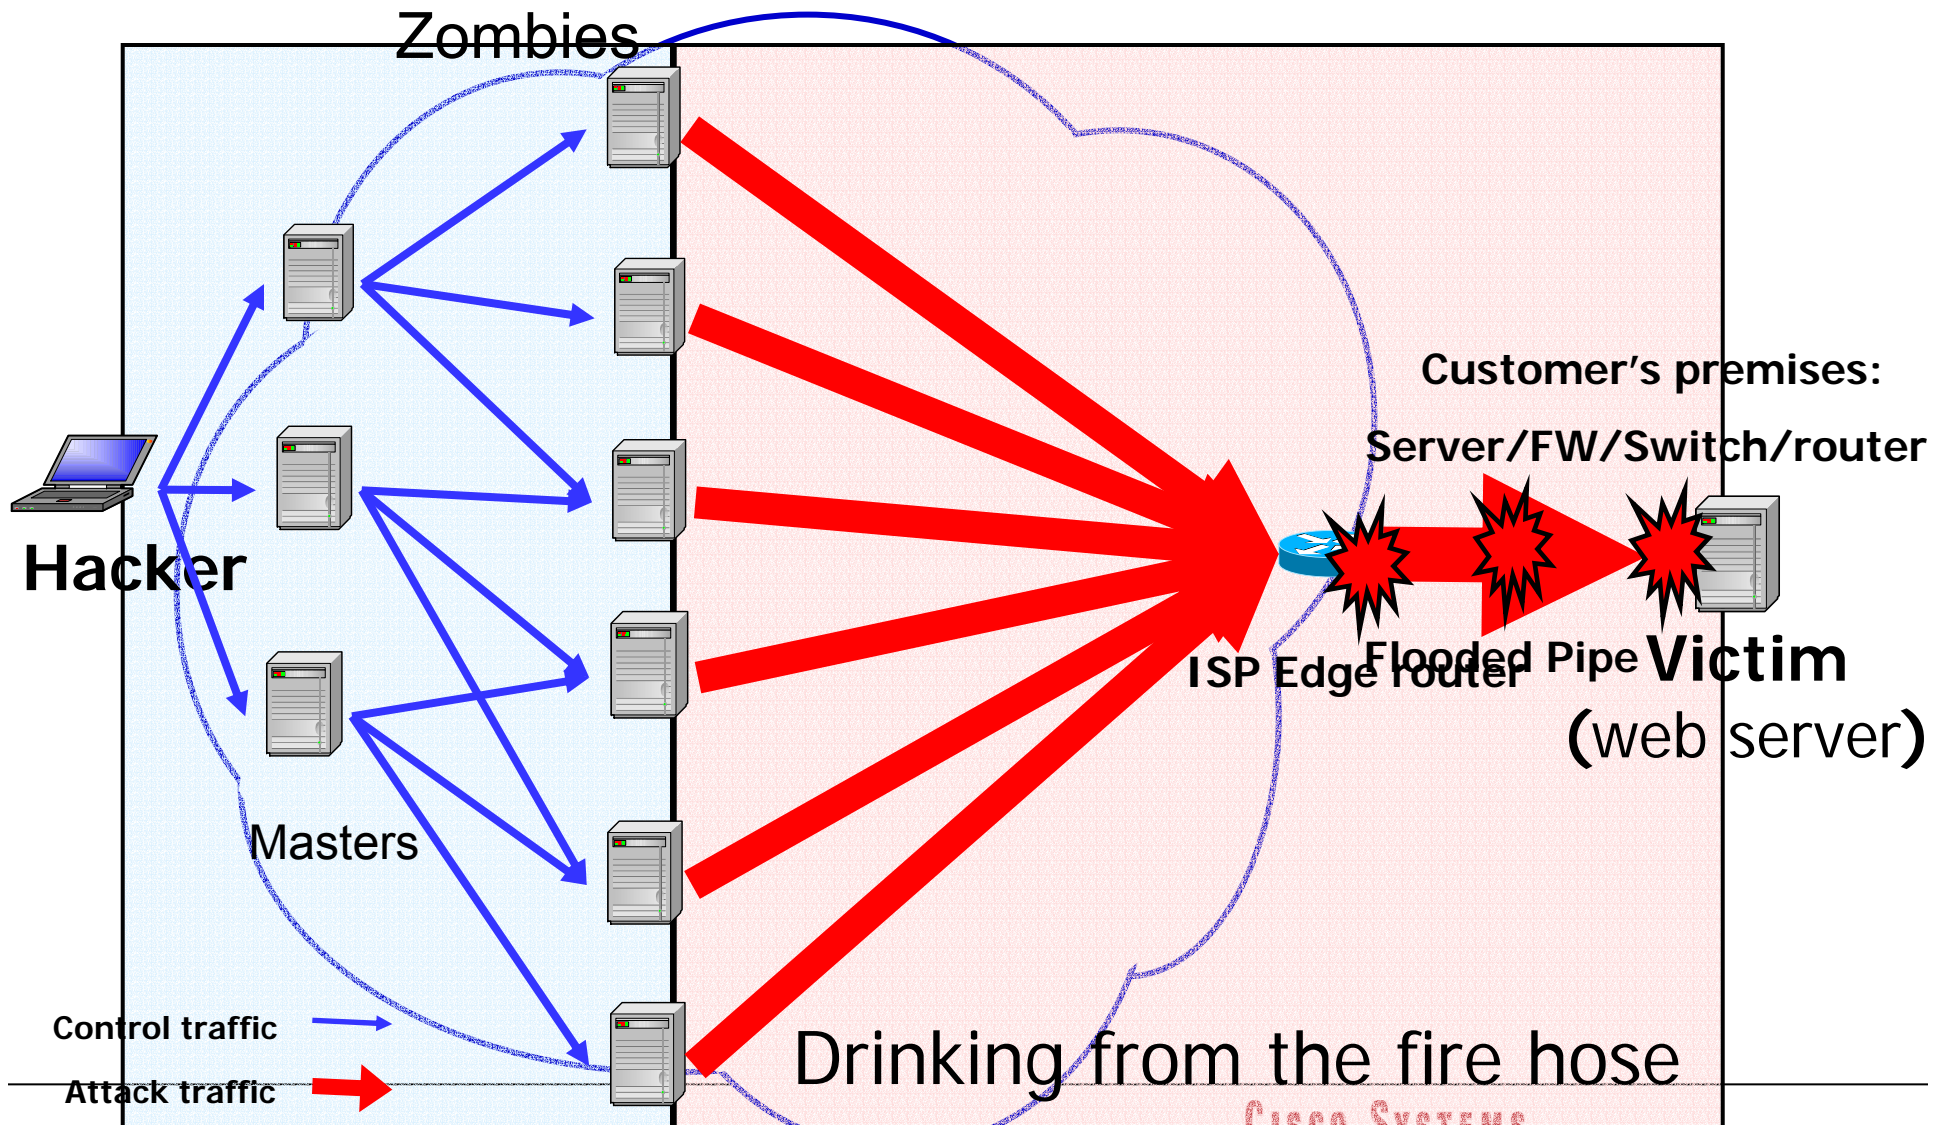 Zombies
Customer’s premises:
Server/FW/Switch/router
Hacker
ISP Edge router
Flooded Pipe
Victim
(web server)
Masters
Control traffic
Attack traffic
Drinking from the fire hose
CISCO SYSTEMS